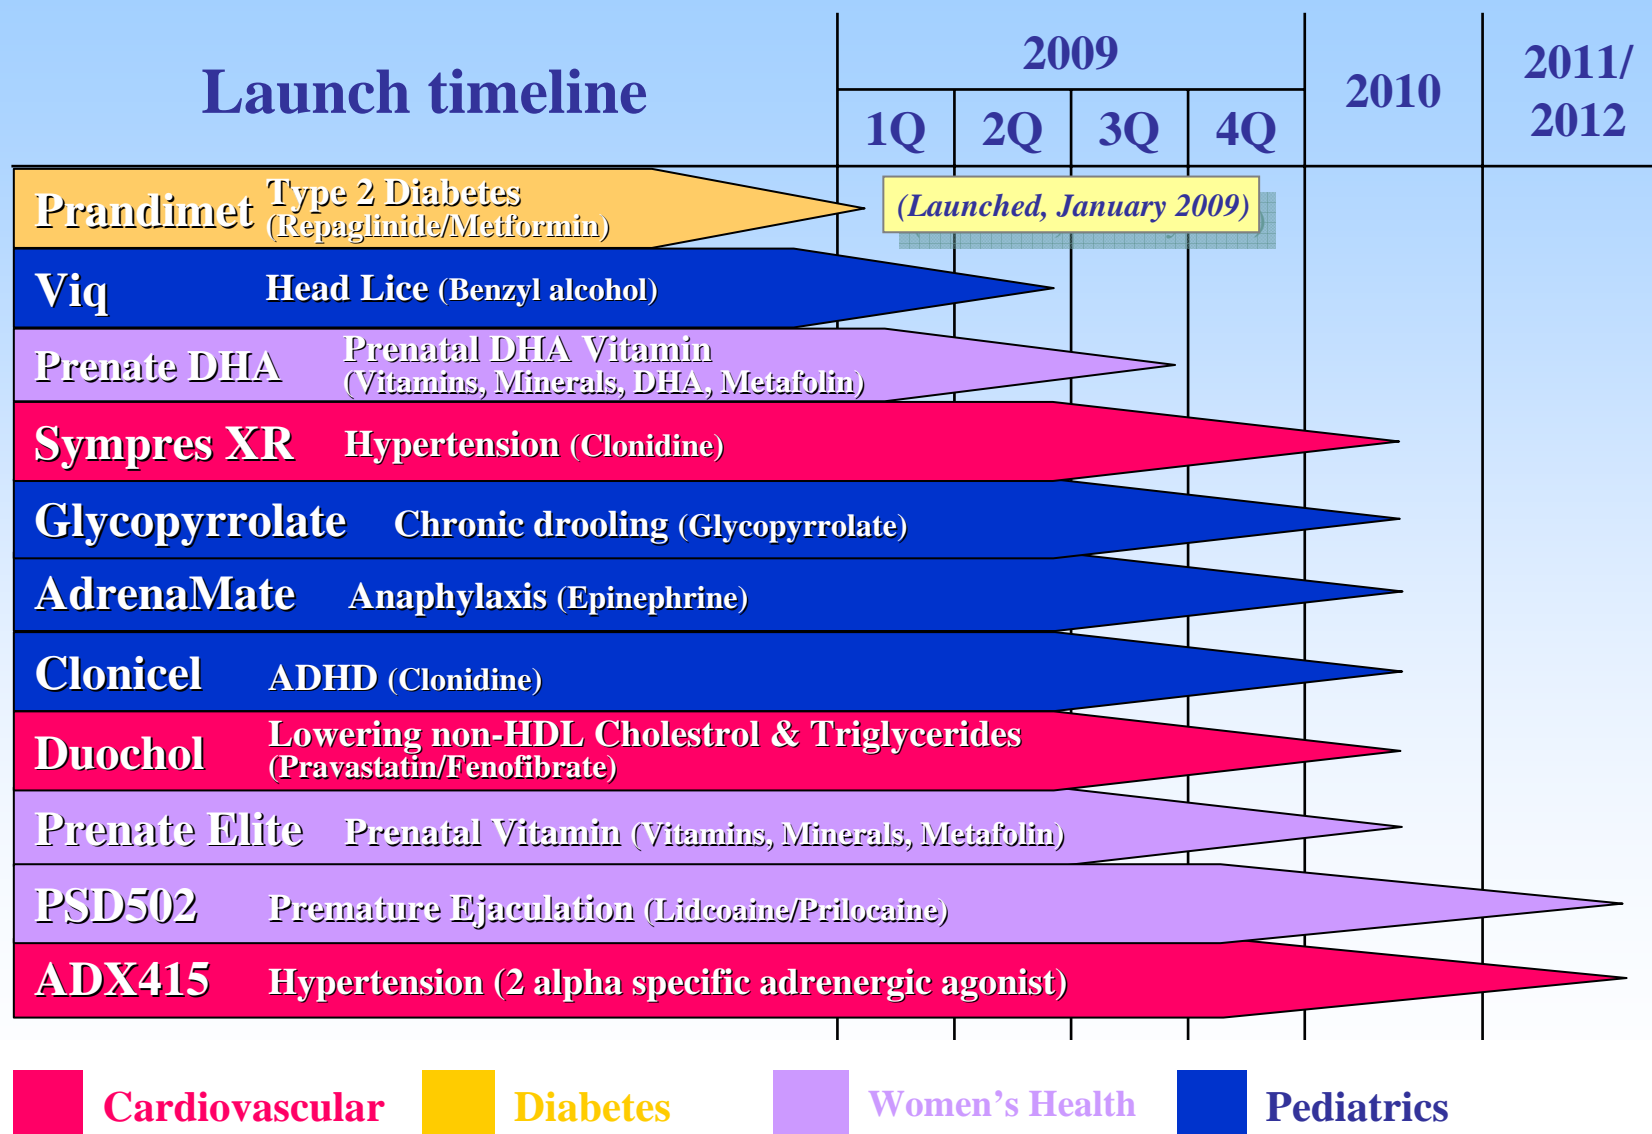 Launch timeline
2009
2010
2011/
2012
1Q 2Q 3Q 4Q
Prandimet Type 2 Diabetes
(Repaglinide/Metformin)
(Launched, January 2009)
Viq Head Lice (Benzyl alcohol)
Prenate DHA Prenatal DHA Vitamin
(Vitamins, Minerals, DHA, Metafolin)
Sympres XR Hypertension (Clonidine)
Glycopyrrolate Chronic drooling (Glycopyrrolate)
AdrenaMate Anaphylaxis (Epinephrine)
Clonicel ADHD (Clonidine)
Duochol Lowering non-HDL Cholestrol & Triglycerides
(Pravastatin/Fenofibrate)
Prenate Elite Prenatal Vitamin (Vitamins, Minerals, Metafolin)
PSD502 Premature Ejaculation (Lidcoaine/Prilocaine)
ADX415 Hypertension (2 alpha specific adrenergic agonist)
Cardiovascular Diabetes Women's Health Pediatrics